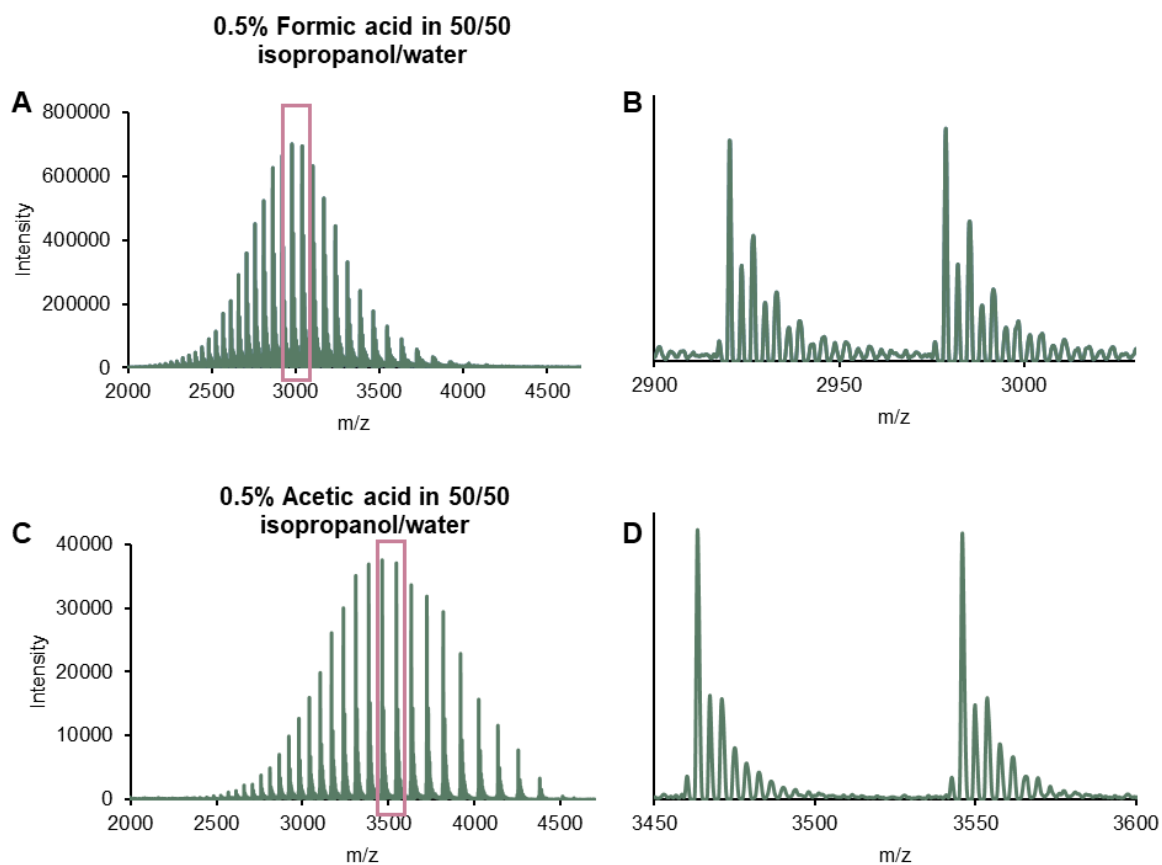 0.5% Formic acid in 50/50
isopropanol/water
A
800000
600000
400000
200000
0
Intensity
2000 2500 3000 3500 4000 4500
m/z
B
2900 2950 3000
m/z
0.5% Acetic acid in 50/50
isopropanol/water
C
40000
30000
20000
10000
0
Intensity
2000 2500 3000 3500 4000 4500
m/z
D
3450 3500 3550 3600
m/z